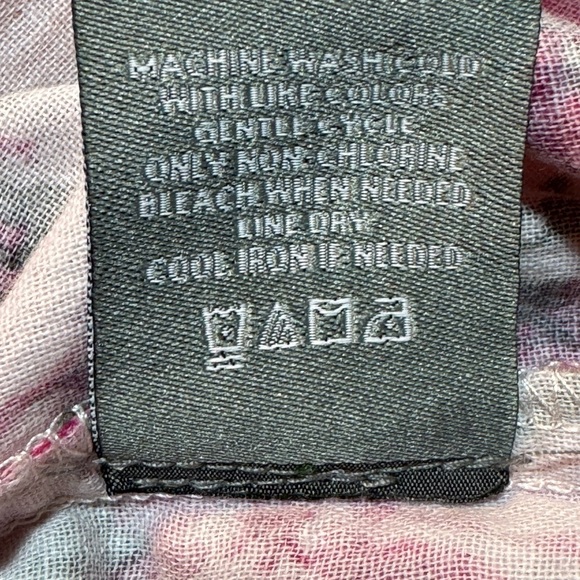 MACHINE WASH COLD
WITH LIKE COLORS
GENTLE CYCLE
ONLY NON-CHLORINE
BLEACH WHEN NEEDED
LINE DRY
COOL IRON IF NEEDED